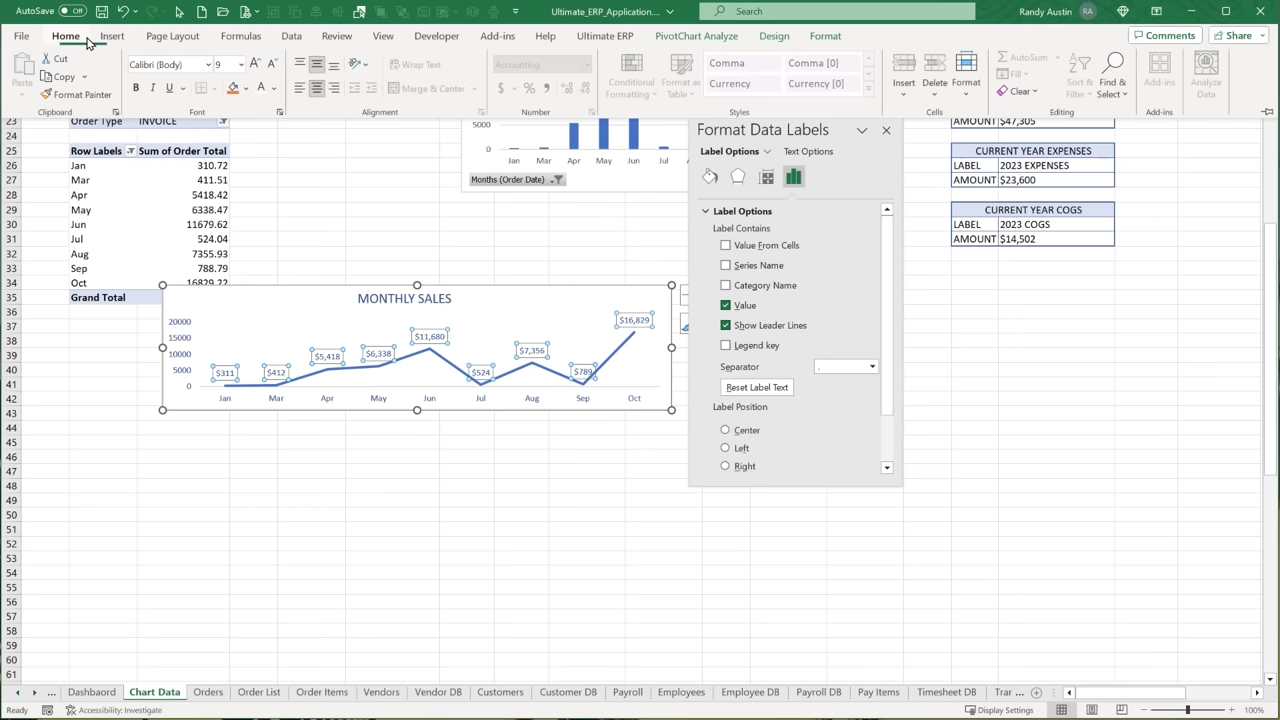 AutoSave Off Ultimate_ERP_Application.... Search Randy Austin RA
File Home Insert Page Layout Formulas Data Review View Developer Add-ins Help Ultimate ERP PivotChart Analyze Design Format Comments Share
Paste Cut Copy Format Painter Clipboard
Calibri (Body) 9 A A B I U A Font
Wrap Text Merge & Center Alignment
Accounting $ % , Number
Conditional Formatting Format as Table Comma Comma [0] Currency Currency [0] Styles
Insert Delete Format Cells
AutoSum Fill Clear Sort & Filter Find & Select Editing
Add-ins Add-ins
Analyze Data
23 Order Type INVOICE
24
25 Row Labels Sum of Order Total
26 Jan 310.72
27 Mar 411.51
28 Apr 5418.42
29 May 6338.47
30 Jun 11679.62
31 Jul 524.04
32 Aug 7355.93
33 Sep 788.79
34 Oct 16829.22
35 Grand Total
36
37
38
39
40
41
42
43
44
45
46
47
48
49
50
51
52
53
54
55
56
57
58
59
60
61
5000
0
Jan Mar Apr May Jun Jul
Months (Order Date)
MONTHLY SALES
20000
15000
10000
5000
0
$311 $412 $5,418 $6,338 $11,680 $524 $7,356 $789 $16,829
Jan Mar Apr May Jun Jul Aug Sep Oct
Format Data Labels
Label Options Text Options
Label Options
Label Contains
Value From Cells
Series Name
Category Name
Value
Show Leader Lines
Legend key
Separator ,
Reset Label Text
Label Position
Center
Left
Right
AMOUNT $47,305
CURRENT YEAR EXPENSES
LABEL 2023 EXPENSES
AMOUNT $23,600
CURRENT YEAR COGS
LABEL 2023 COGS
AMOUNT $14,502
... Dashbaord Chart Data Orders Order List Order Items Vendors Vendor DB Customers Customer DB Payroll Employees Employee DB Payroll DB Pay Items Timesheet DB Trar ...
Ready Accessibility: Investigate Display Settings 100%